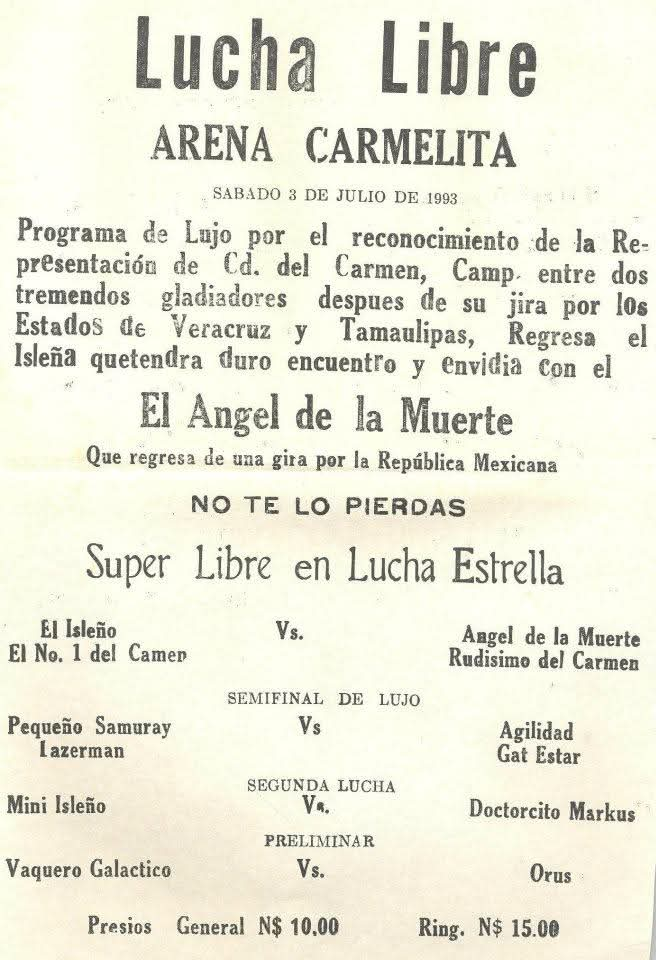 Lucha Libre
ARENA CARMELITA
SABADO 3 DE JULIO DE 1993
Programa de Lujo por el reconocimiento de la Re-
presentación de Cd. del Carmen, Camp. entre dos
tremendos gladiadores despues de su jira por los
Estados de Veracruz y Tamaulipas, Regresa el
Isleña quetendra duro encuentro y envidia con el
El Angel de la Muerte
Que regresa de una gira por la República Mexicana
NO TE LO PIERDAS
Super Libre en Lucha Estrella
El Isleño Vs. Angel de la Muerte
El No. 1 del Camen Rudisimo del Carmen
SEMIFINAL DE LUJO
Pequeño Samuray Vs Agilidad
Lazerman Gat Estar
SEGUNDA LUCHA
Mini Isleño Vs. Doctorcito Markus
PRELIMINAR
Vaquero Galactico Vs. Orus
Presios General N$ 10.00 Ring. N$ 15.00